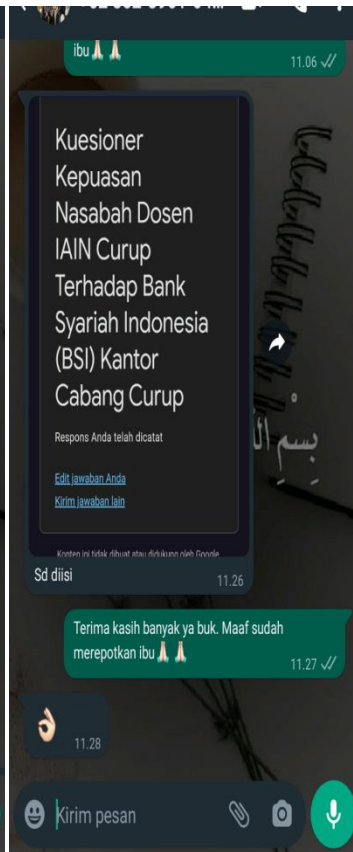 ibu🙏🏻🙏🏻
11.06
Kuesioner
Kepuasan
Nasabah Dosen
IAIN Curup
Terhadap Bank
Syariah Indonesia
(BSI) Kantor
Cabang Curup
Respons Anda telah dicatat
Edit jawaban Anda
Kirim jawaban lain
Konten ini tidak dibuat atau didukung oleh Google
Sd diisi
11.26
Terima kasih banyak ya buk. Maaf sudah
merepotkan ibu🙏🏻🙏🏻
11.27
👌🏻
11.28
Kirim pesan